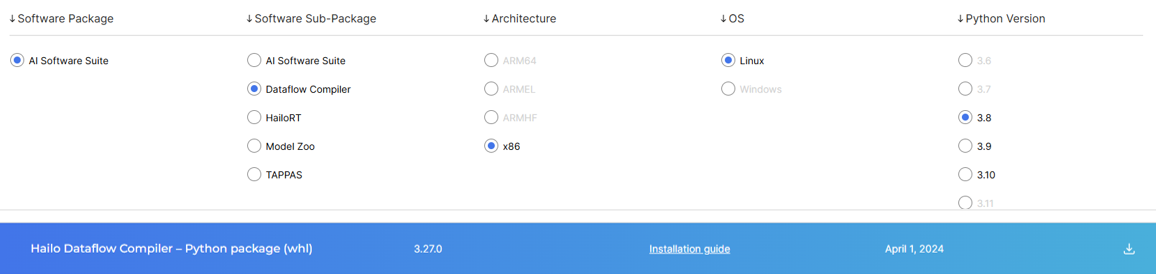 ↓ Software Package ↓ Software Sub-Package ↓ Architecture ↓ OS ↓ Python Version
AI Software Suite AI Software Suite ARM64 Linux 3.6
Dataflow Compiler ARMEL Windows 3.7
HailoRT ARMHF 3.8
Model Zoo x86 3.9
TAPPAS 3.10
3.11
Hailo Dataflow Compiler – Python package (whl) 3.27.0 Installation guide April 1, 2024